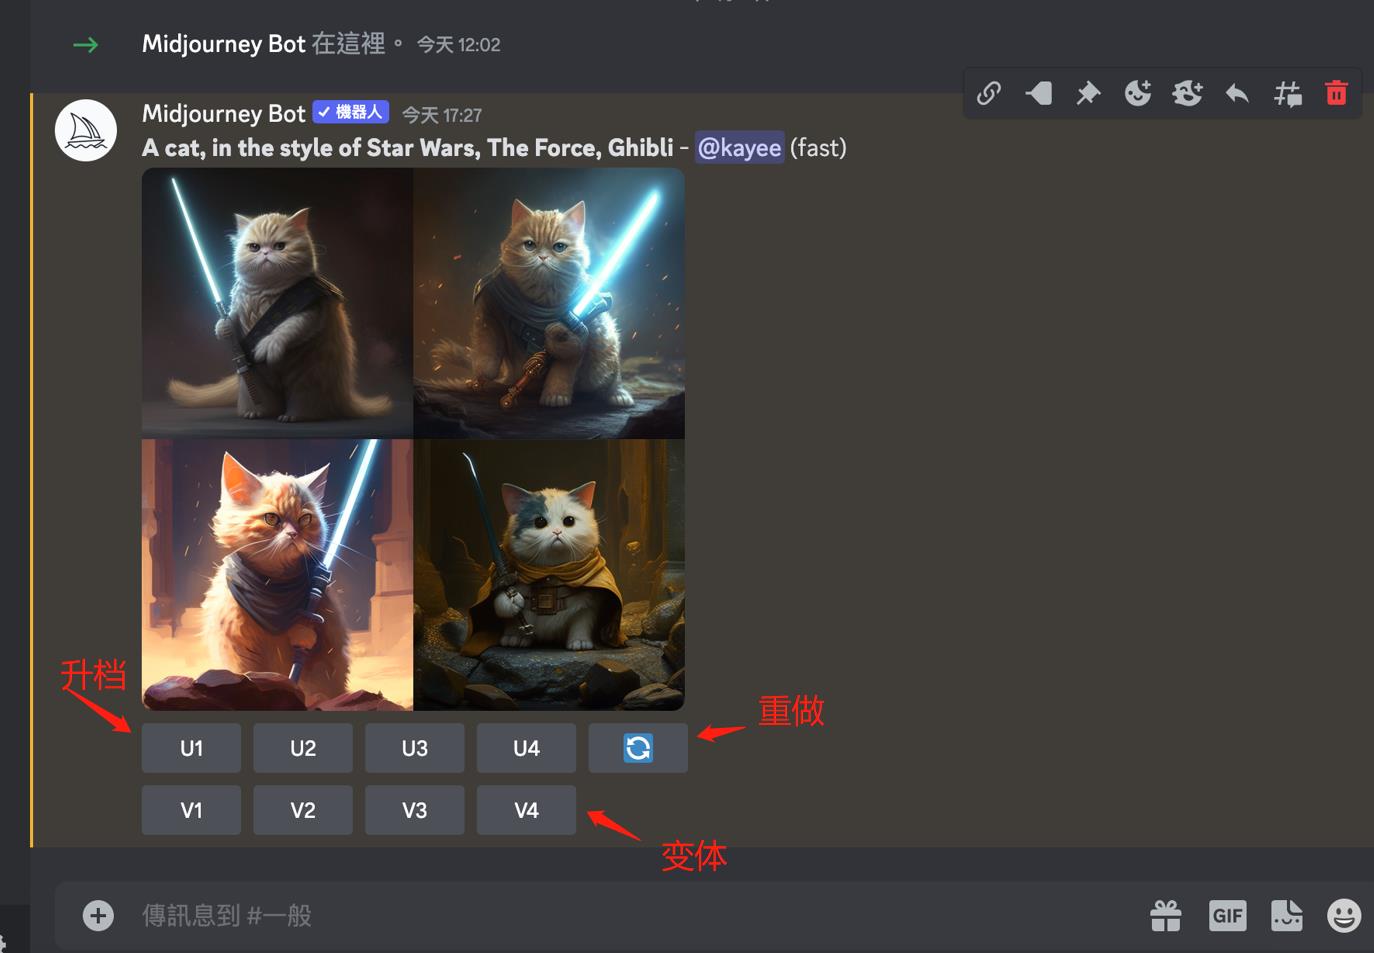 Midjourney Bot 在這裡。 今天 12:02
Midjourney Bot ✓ 機器人 今天 17:27
A cat, in the style of Star Wars, The Force, Ghibli - @kayee (fast)
升档
重做
U1 U2 U3 U4
V1 V2 V3 V4
变体
傳訊息到 #一般
GIF